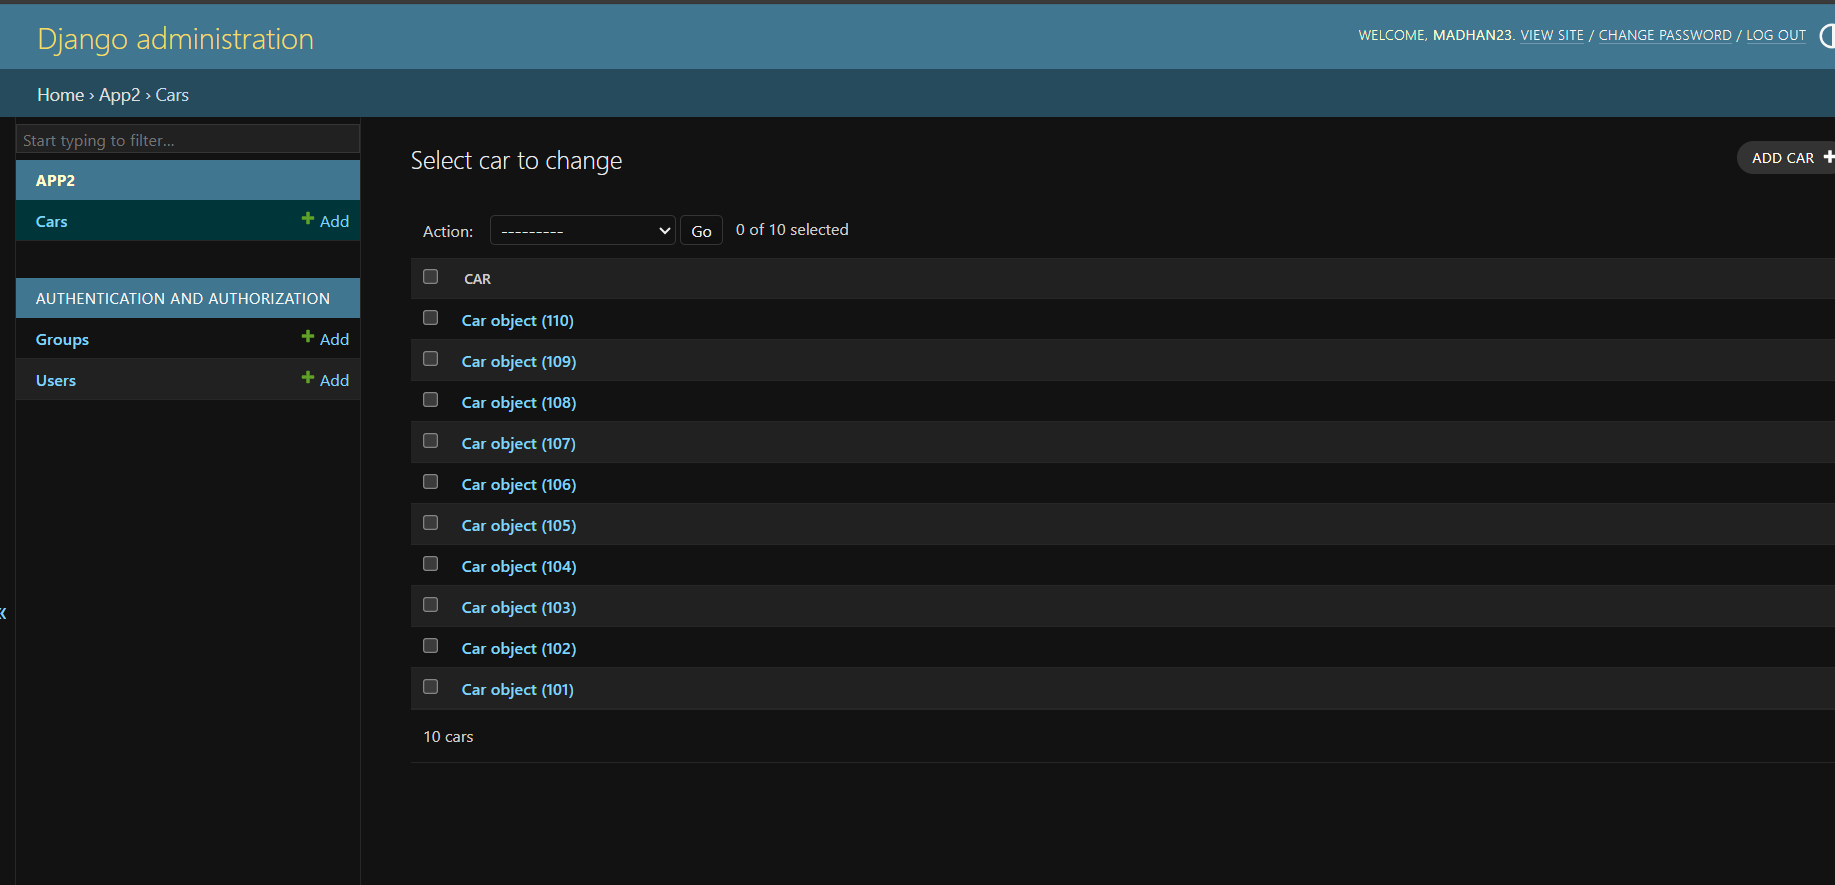 Django administration
WELCOME, MADHAN23. VIEW SITE / CHANGE PASSWORD / LOG OUT
Home › App2 › Cars
Start typing to filter...
APP2
Cars + Add
AUTHENTICATION AND AUTHORIZATION
Groups + Add
Users + Add
«
Select car to change
ADD CAR +
Action: --------- Go 0 of 10 selected
CAR
Car object (110)
Car object (109)
Car object (108)
Car object (107)
Car object (106)
Car object (105)
Car object (104)
Car object (103)
Car object (102)
Car object (101)
10 cars